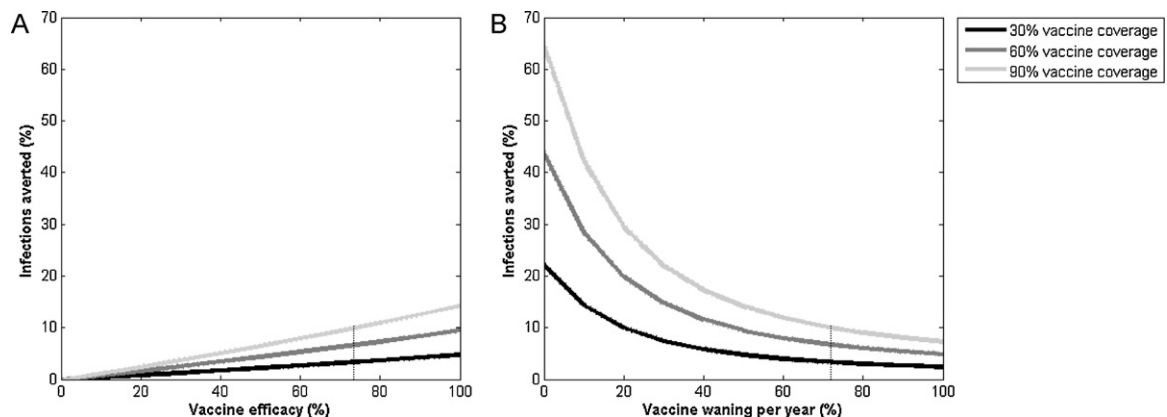 A
70
60
50
40
30
20
10
0
Infections averted (%)
0 20 40 60 80 100
Vaccine efficacy (%)
B
70
60
50
40
30
20
10
0
Infections averted (%)
0 20 40 60 80 100
Vaccine waning per year (%)
30% vaccine coverage
60% vaccine coverage
90% vaccine coverage